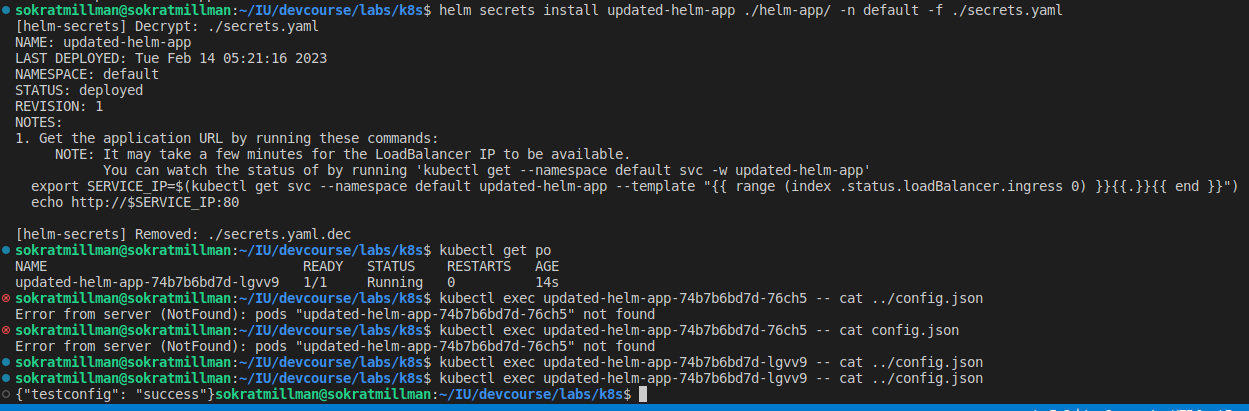 sokratmillman@sokratmillman:~/IU/devcourse/labs/k8s$ helm secrets install updated-helm-app ./helm-app/ -n default -f ./secrets.yaml
[helm-secrets] Decrypt: ./secrets.yaml
NAME: updated-helm-app
LAST DEPLOYED: Tue Feb 14 05:21:16 2023
NAMESPACE: default
STATUS: deployed
REVISION: 1
NOTES:
1. Get the application URL by running these commands:
     NOTE: It may take a few minutes for the LoadBalancer IP to be available.
           You can watch the status of by running 'kubectl get --namespace default svc -w updated-helm-app'
  export SERVICE_IP=$(kubectl get svc --namespace default updated-helm-app --template "{{ range (index .status.loadBalancer.ingress 0) }}{{.}}{{ end }}")
  echo http://$SERVICE_IP:80
[helm-secrets] Removed: ./secrets.yaml.dec
sokratmillman@sokratmillman:~/IU/devcourse/labs/k8s$ kubectl get po
NAME                                READY   STATUS    RESTARTS   AGE
updated-helm-app-74b7b6bd7d-lgvv9   1/1     Running   0          14s
sokratmillman@sokratmillman:~/IU/devcourse/labs/k8s$ kubectl exec updated-helm-app-74b7b6bd7d-76ch5 -- cat ../config.json
Error from server (NotFound): pods "updated-helm-app-74b7b6bd7d-76ch5" not found
sokratmillman@sokratmillman:~/IU/devcourse/labs/k8s$ kubectl exec updated-helm-app-74b7b6bd7d-76ch5 -- cat config.json
Error from server (NotFound): pods "updated-helm-app-74b7b6bd7d-76ch5" not found
sokratmillman@sokratmillman:~/IU/devcourse/labs/k8s$ kubectl exec updated-helm-app-74b7b6bd7d-lgvv9 -- cat ../config.json
sokratmillman@sokratmillman:~/IU/devcourse/labs/k8s$ kubectl exec updated-helm-app-74b7b6bd7d-lgvv9 -- cat ../config.json
{"testconfig": "success"}sokratmillman@sokratmillman:~/IU/devcourse/labs/k8s$